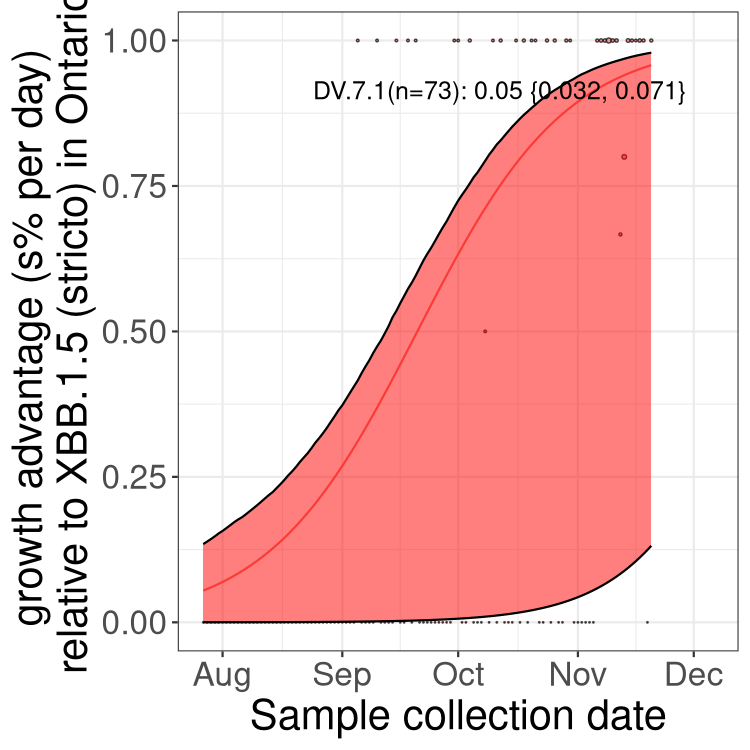 growth advantage (s% per day)
relative to XBB.1.5 (stricto) in Ontario
1.00
0.75
0.50
0.25
0.00
DV.7.1(n=73): 0.05 {0.032, 0.071}
Aug Sep Oct Nov Dec
Sample collection date